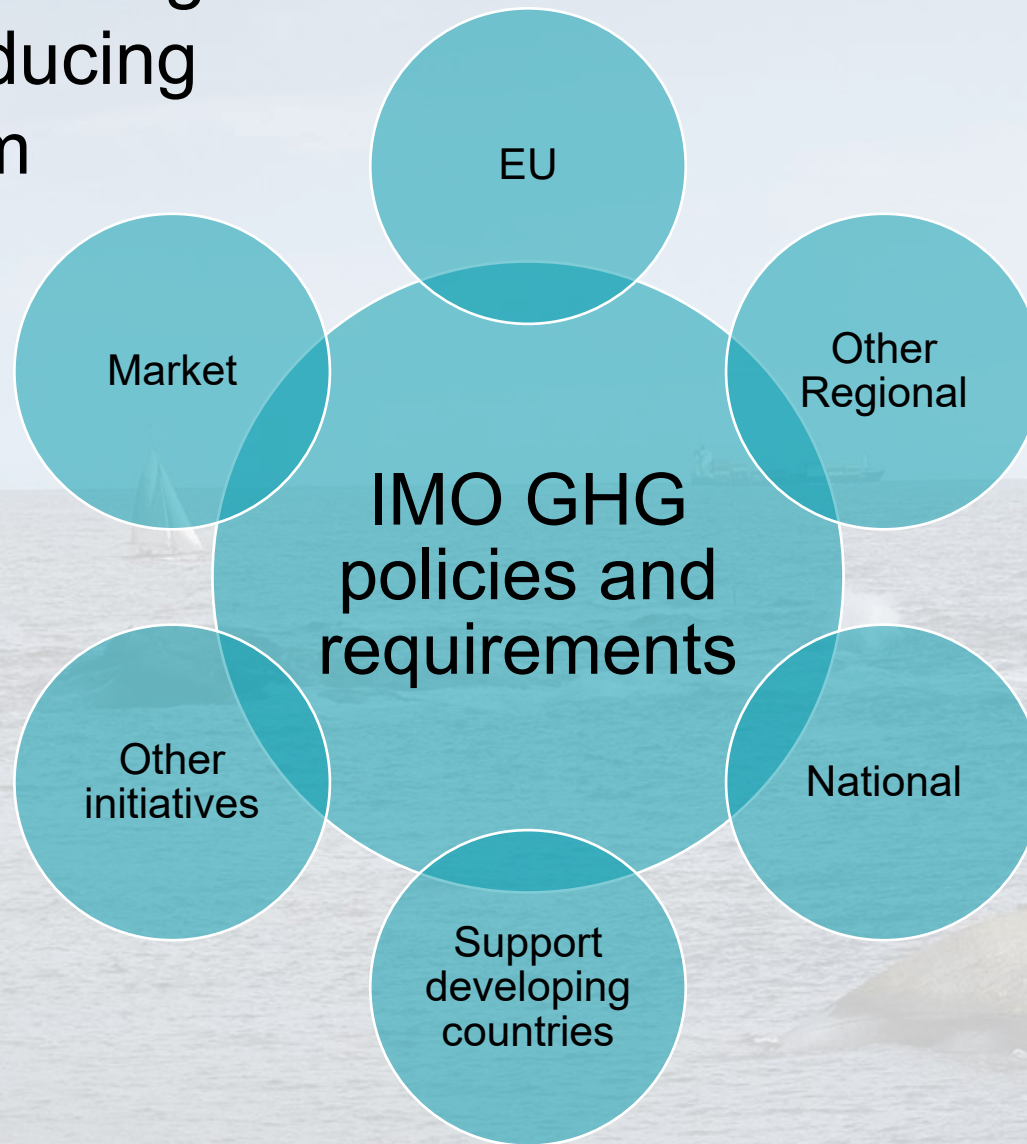 ducing
m
EU
Market
Other
Regional
IMO GHG
policies and
requirements
Other
initiatives
National
Support
developing
countries